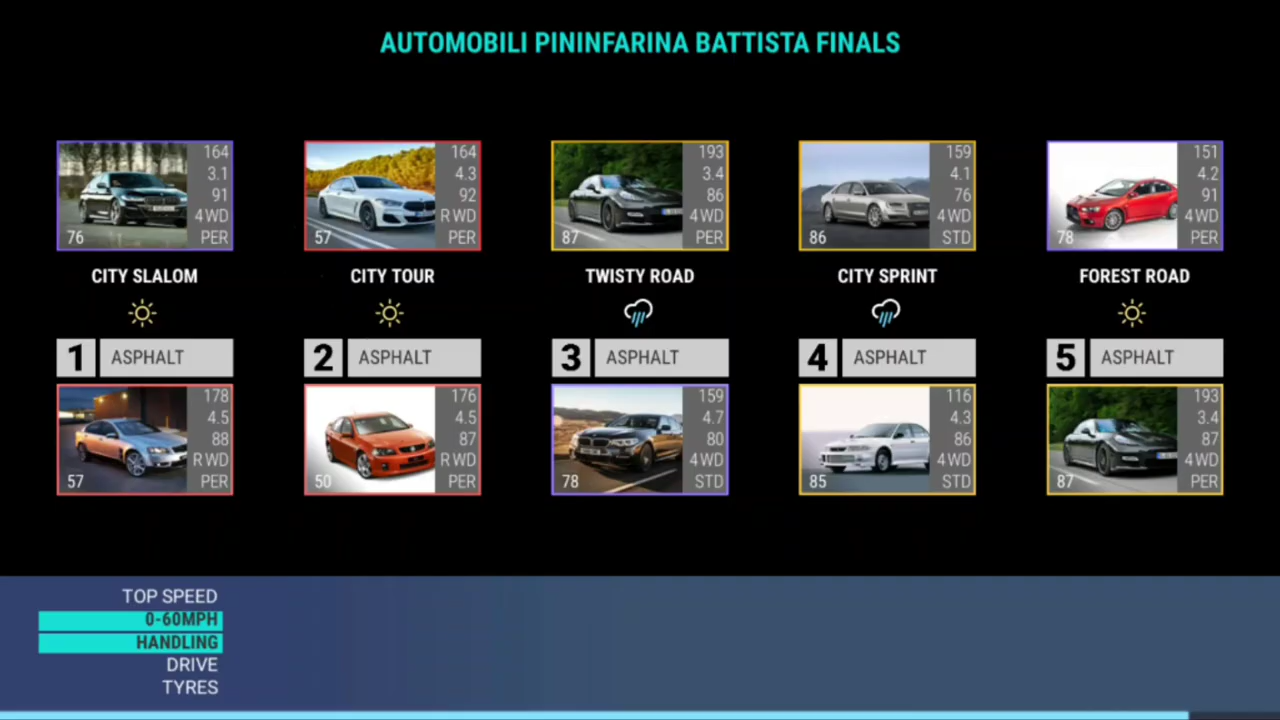 AUTOMOBILI PININFARINA BATTISTA FINALS
164
3.1
91
4WD
PER
76
164
4.3
92
RWD
PER
57
193
3.4
86
4WD
PER
87
159
4.1
76
4WD
STD
86
151
4.2
91
4WD
PER
78
CITY SLALOM
CITY TOUR
TWISTY ROAD
CITY SPRINT
FOREST ROAD
1 ASPHALT
2 ASPHALT
3 ASPHALT
4 ASPHALT
5 ASPHALT
178
4.5
88
RWD
PER
57
176
4.5
87
RWD
PER
50
159
4.7
80
4WD
STD
78
116
4.3
86
4WD
STD
85
193
3.4
87
4WD
PER
87
TOP SPEED
0-60MPH
HANDLING
DRIVE
TYRES